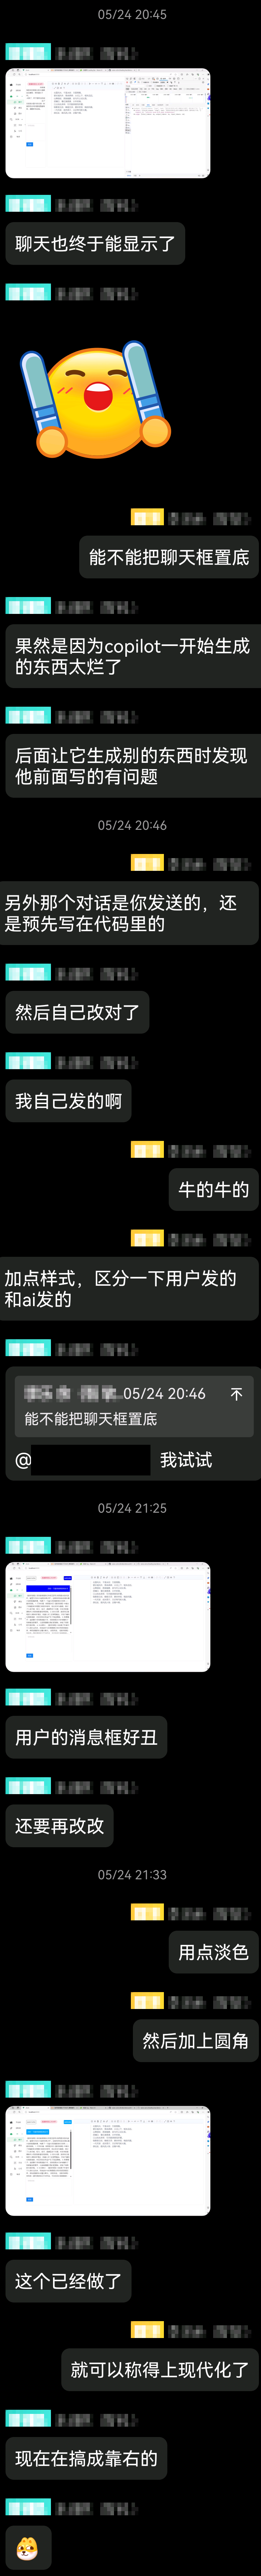 05/24 20:45
聊天也终于能显示了
能不能把聊天框置底
果然是因为copilot一开始生成
的东西太烂了
后面让它生成别的东西时发现
他前面写的有问题
05/24 20:46
另外那个对话是你发送的，还
是预先写在代码里的
然后自己改对了
我自己发的啊
牛的牛的
加点样式，区分一下用户发的
和ai发的
05/24 20:46
能不能把聊天框置底
@ 我试试
05/24 21:25
用户的消息框好丑
还要再改改
05/24 21:33
用点淡色
然后加上圆角
这个已经做了
就可以称得上现代化了
现在在搞成靠右的